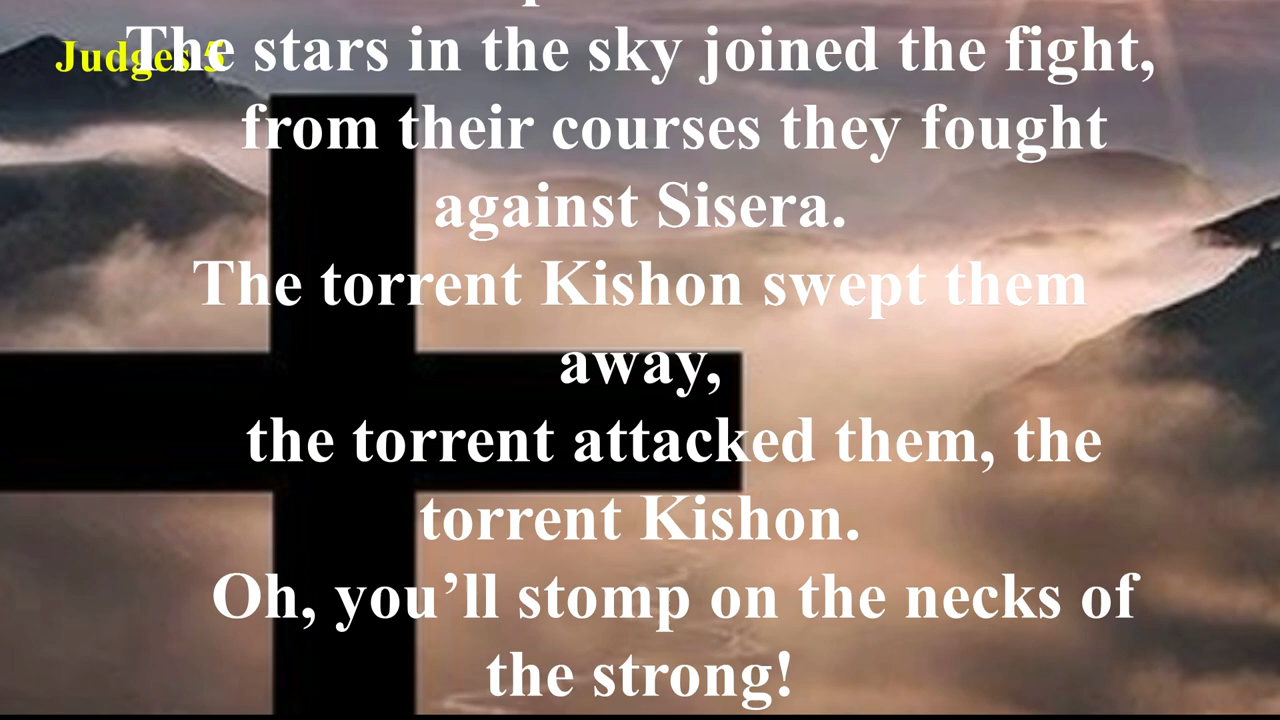 Judges 5
The stars in the sky joined the fight,
from their courses they fought
against Sisera.
The torrent Kishon swept them
away,
the torrent attacked them, the
torrent Kishon.
Oh, you’ll stomp on the necks of
the strong!